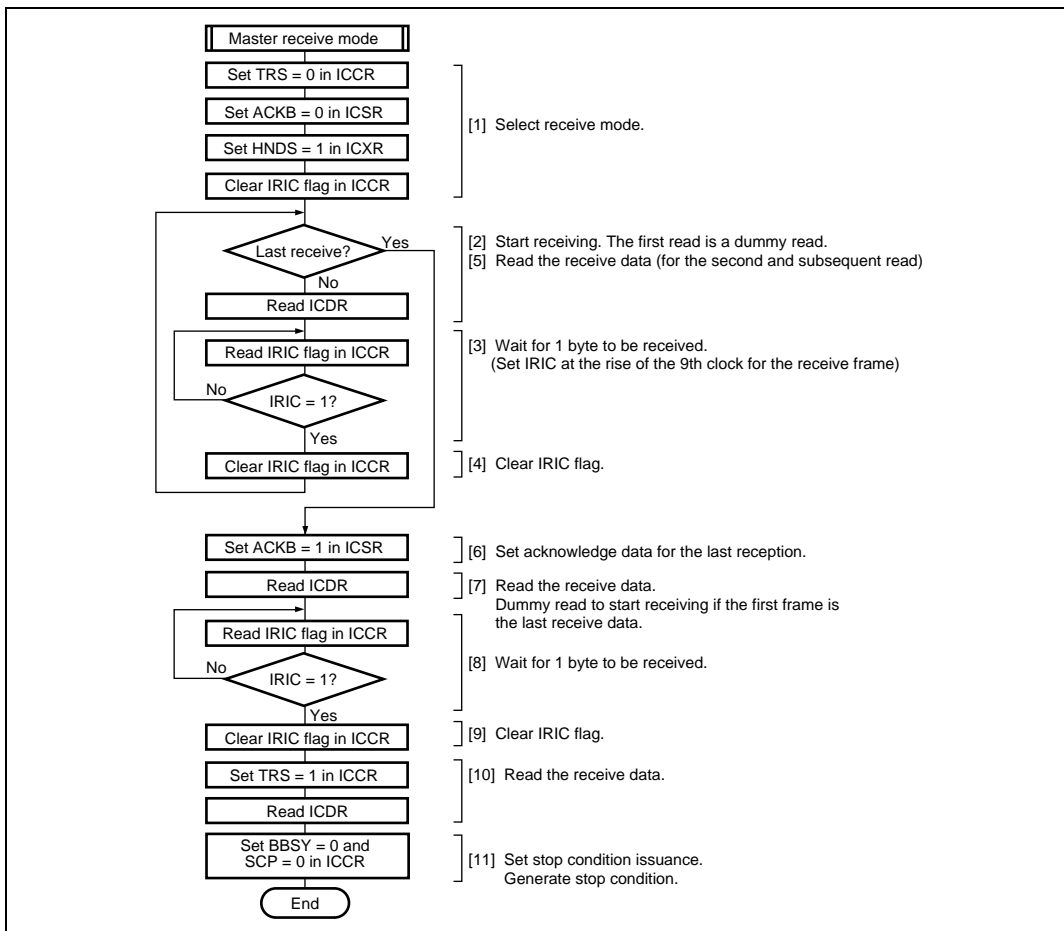 Master receive mode
Set TRS = 0 in ICCR
Set ACKB = 0 in ICSR
[1] Select receive mode.
Set HNDS = 1 in ICXR
Clear IRIC flag in ICCR
Last receive?
Yes
No
[2] Start receiving. The first read is a dummy read.
[5] Read the receive data (for the second and subsequent read)
Read ICDR
Read IRIC flag in ICCR
[3] Wait for 1 byte to be received.
(Set IRIC at the rise of the 9th clock for the receive frame)
No
IRIC = 1?
Yes
Clear IRIC flag in ICCR
[4] Clear IRIC flag.
Set ACKB = 1 in ICSR
[6] Set acknowledge data for the last reception.
Read ICDR
[7] Read the receive data.
Dummy read to start receiving if the first frame is
the last receive data.
Read IRIC flag in ICCR
No
IRIC = 1?
[8] Wait for 1 byte to be received.
Yes
Clear IRIC flag in ICCR
[9] Clear IRIC flag.
Set TRS = 1 in ICCR
[10] Read the receive data.
Read ICDR
Set BBSY = 0 and
SCP = 0 in ICCR
[11] Set stop condition issuance.
Generate stop condition.
End